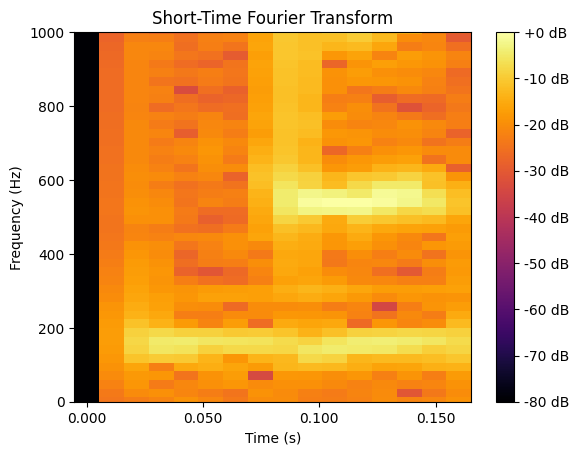 Short-Time Fourier Transform
1000
800
600
400
200
0
Frequency (Hz)
0.000
0.050
0.100
0.150
Time (s)
+0 dB
-10 dB
-20 dB
-30 dB
-40 dB
-50 dB
-60 dB
-70 dB
-80 dB